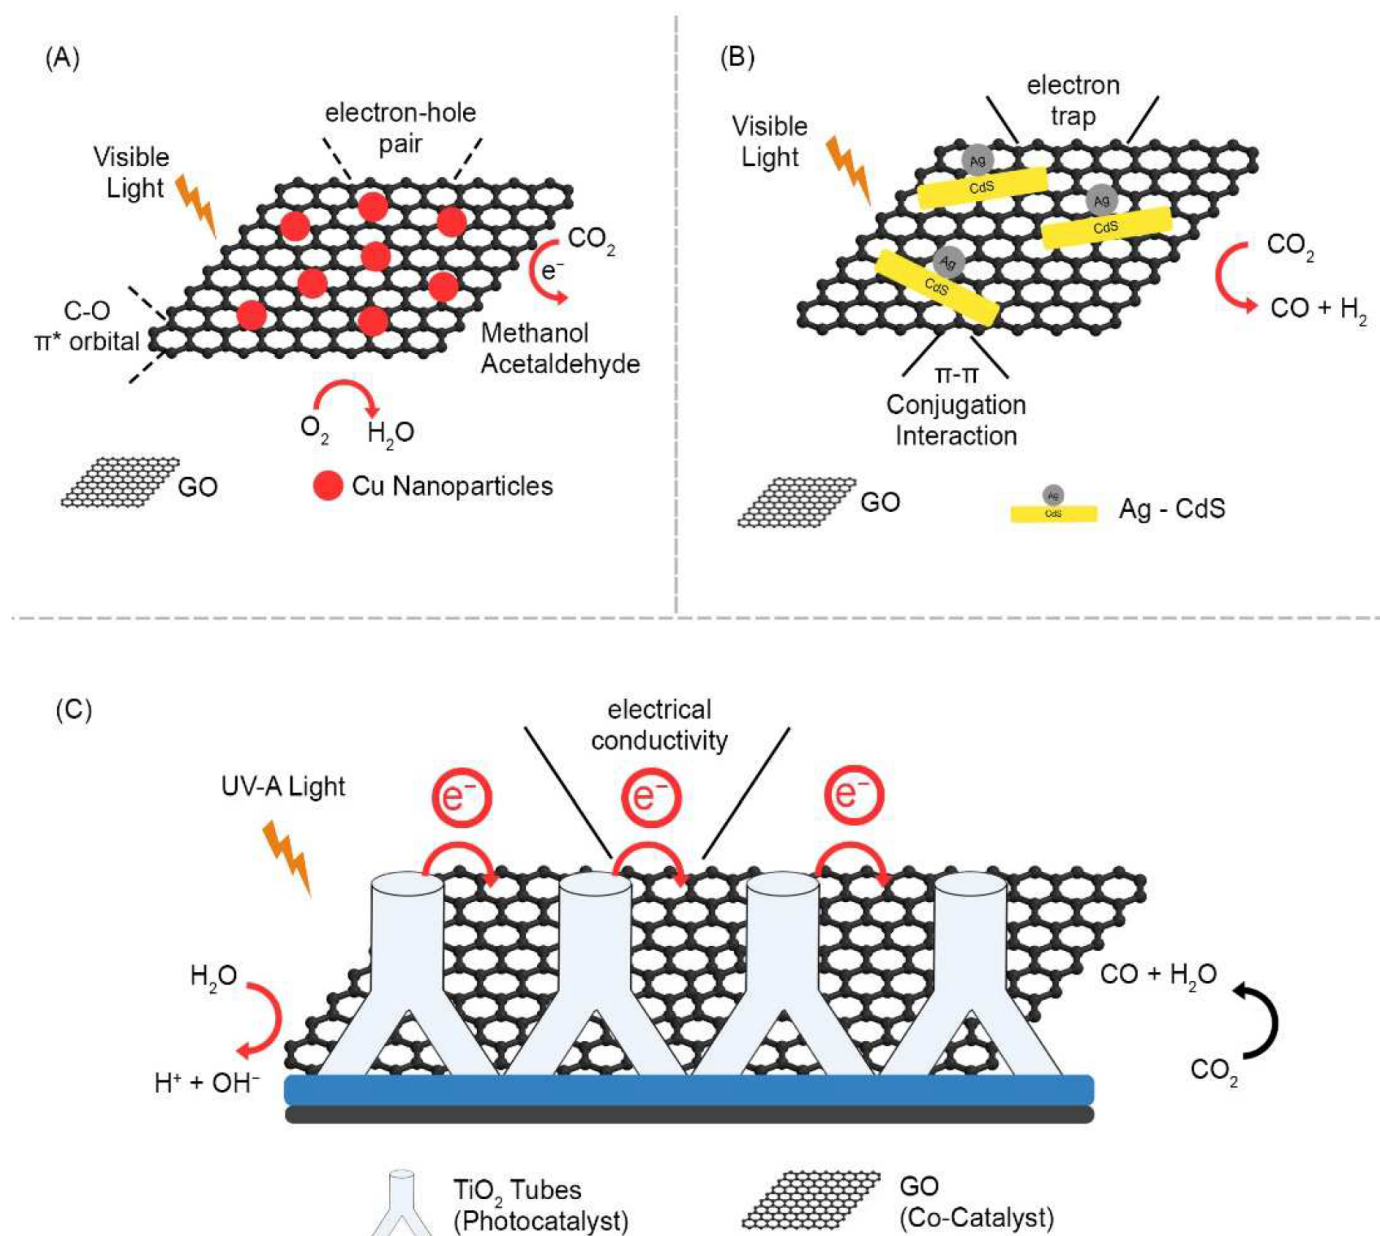 (A)
electron-hole
pair
Visible
Light
CO₂
e⁻
C-O
π* orbital
Methanol
Acetaldehyde
O₂
H₂O
GO
Cu Nanoparticles
(B)
electron
trap
Visible
Light
Ag
CdS
Ag
CdS
Ag
CdS
CO₂
CO + H₂
π-π
Conjugation
Interaction
GO
Ag
CdS
Ag - CdS
(C)
electrical
conductivity
UV-A Light
e⁻
e⁻
e⁻
H₂O
H⁺ + OH⁻
CO + H₂O
CO₂
TiO₂ Tubes
(Photocatalyst)
GO
(Co-Catalyst)